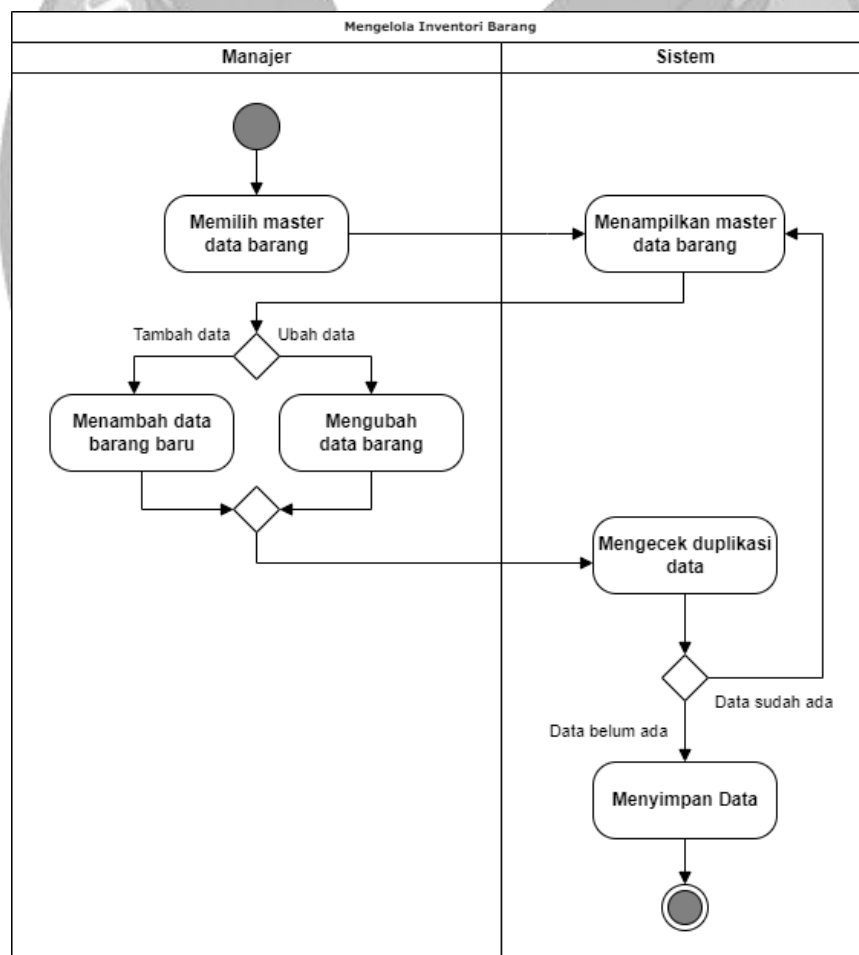 Mengelola Inventori Barang
Manajer
Sistem
Memilih master
data barang
Menampilkan master
data barang
Tambah data
Ubah data
Menambah data
barang baru
Mengubah
data barang
Mengecek duplikasi
data
Data sudah ada
Data belum ada
Menyimpan Data